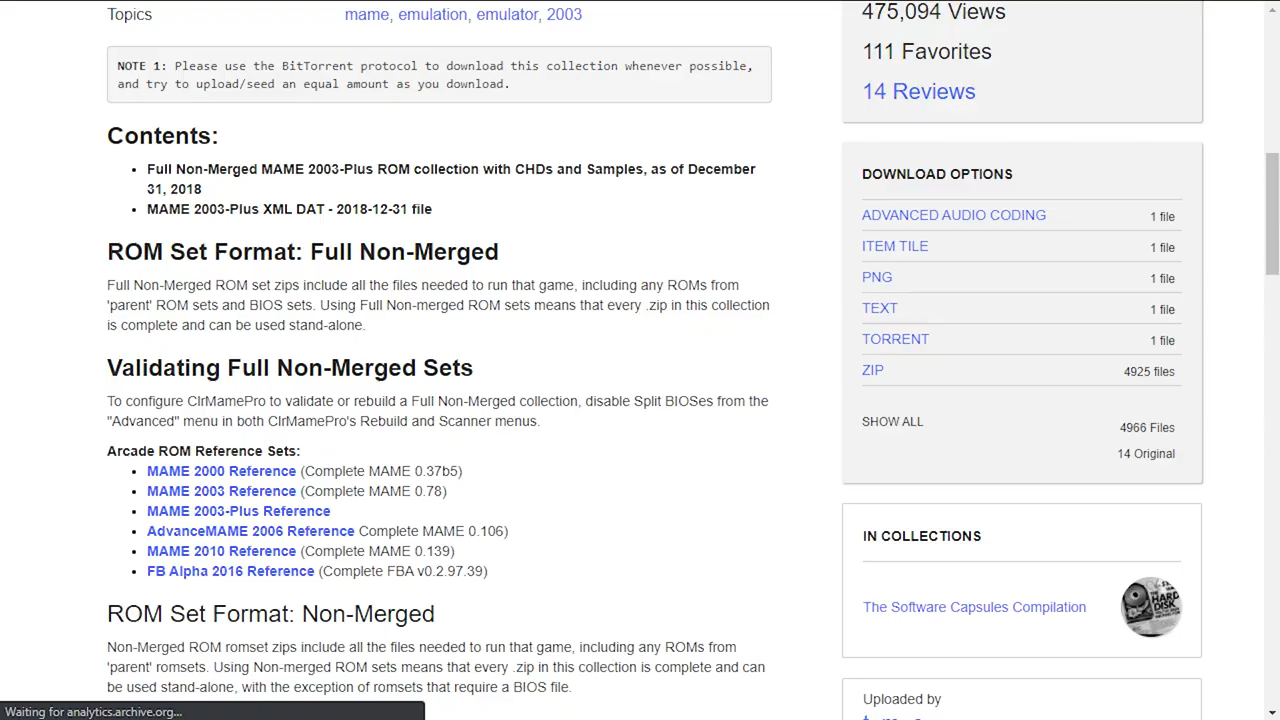 Topics
mame, emulation, emulator, 2003
NOTE 1: Please use the BitTorrent protocol to download this collection whenever possible,
and try to upload/seed an equal amount as you download.
Contents:
• Full Non-Merged MAME 2003-Plus ROM collection with CHDs and Samples, as of December
31, 2018
• MAME 2003-Plus XML DAT - 2018-12-31 file
ROM Set Format: Full Non-Merged
Full Non-Merged ROM set zips include all the files needed to run that game, including any ROMs from
'parent' ROM sets and BIOS sets. Using Full Non-merged ROM sets means that every .zip in this collection
is complete and can be used stand-alone.
Validating Full Non-Merged Sets
To configure ClrMamePro to validate or rebuild a Full Non-Merged collection, disable Split BIOSes from the
"Advanced" menu in both ClrMamePro's Rebuild and Scanner menus.
Arcade ROM Reference Sets:
• MAME 2000 Reference (Complete MAME 0.37b5)
• MAME 2003 Reference (Complete MAME 0.78)
• MAME 2003-Plus Reference
• AdvanceMAME 2006 Reference Complete MAME 0.106)
• MAME 2010 Reference (Complete MAME 0.139)
• FB Alpha 2016 Reference (Complete FBA v0.2.97.39)
ROM Set Format: Non-Merged
Non-Merged ROM romset zips include all the files needed to run that game, including any ROMs from
'parent' romsets. Using Non-merged ROM sets means that every .zip in this collection is complete and can
be used stand-alone, with the exception of romsets that require a BIOS file.
Waiting for analytics.archive.org...
475,094 Views
111 Favorites
14 Reviews
DOWNLOAD OPTIONS
ADVANCED AUDIO CODING 1 file
ITEM TILE 1 file
PNG 1 file
TEXT 1 file
TORRENT 1 file
ZIP 4925 files
SHOW ALL 4966 Files
14 Original
IN COLLECTIONS
The Software Capsules Compilation
HARD
DISK
Uploaded by